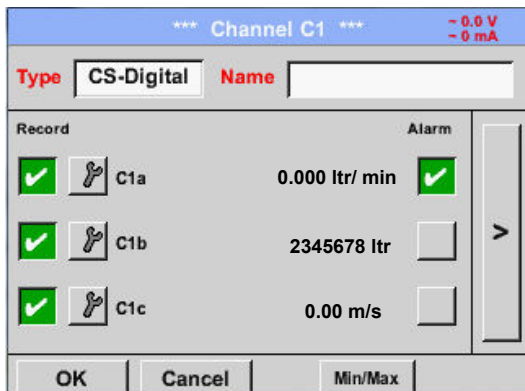 *** Channel C1 ***
~ 0.0 V
~ 0 mA
Type CS-Digital Name
Record Alarm
C1a 0.000 ltr/ min
C1b 2345678 ltr
>
C1c 0.00 m/s
OK Cancel Min/Max